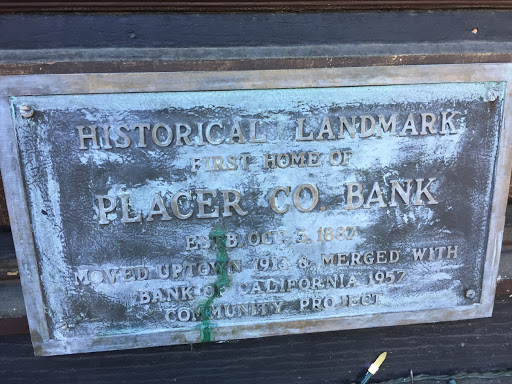 HISTORICAL LANDMARK
FIRST HOME OF
PLACER CO. BANK
ESTB. OCT. 3, 1887
MOVED UPTOWN 1913 & MERGED WITH
BANK OF CALIFORNIA 1957
COMMUNITY PROJECT